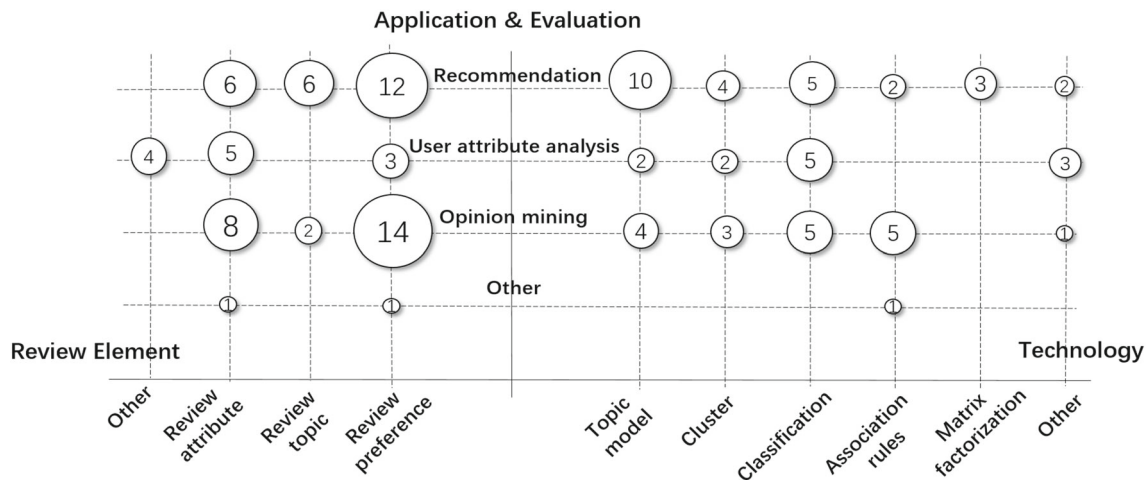 Application & Evaluation
Recommendation
6 6 12 10 4 5 2 3 2
User attribute analysis
4 5 3 2 2 5 3
Opinion mining
8 2 14 4 3 5 5 1
Other
1 1 1
Review Element
Technology
Other
Review
attribute
Review
topic
Review
preference
Topic
model
Cluster
Classification
Association
rules
Matrix
factorization
Other